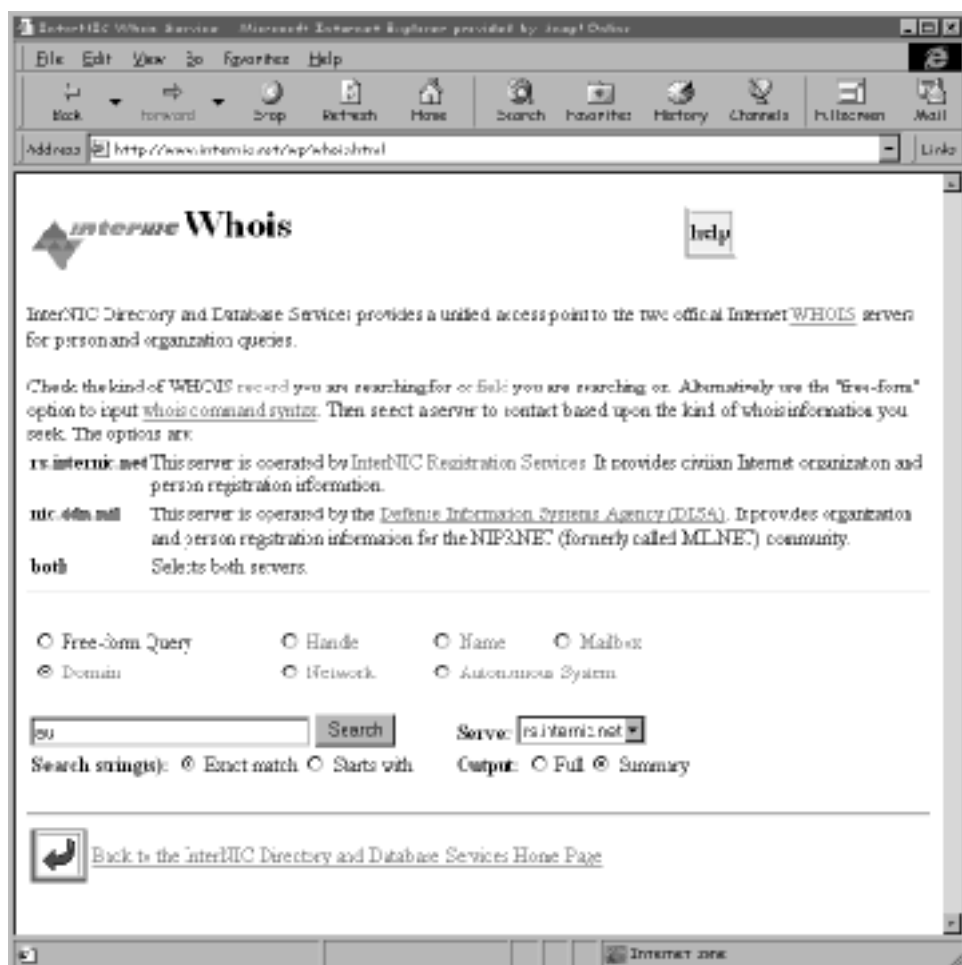 InterNIC Whois Service - Microsoft Internet Explorer provided by Snap! Online
File Edit View Go Favorites Help
Back Forward Stop Refresh Home Search Favorites History Channels Fullscreen Mail
Address http://www.internic.net/wp/whois.html Links
internic Whois
help
InterNIC Directory and Database Services provides a unified access point to the two offical Internet WHOIS servers
for person and organization queries.
Check the kind of WHOIS record you are searching for or field you are searching on. Alternatively use the "free-form"
option to input whois command syntax. Then select a server to contact based upon the kind of whois information you
seek. The options are:
rs.internic.net This server is operated by InterNIC Registration Services. It provides civilian Internet organization and
person registration information.
nic.ddn.mil This server is operated by the Defense Information Systems Agency (DISA). It provides organization
and person registration information for the NIPRNET (formerly called MILNET) community.
both Selects both servers.
Free-form Query Handle Name Mailbox
Domain Network Autonomous System
Search Server: rs.internic.net
Search string(s): Exact match Starts with Output: Full Summary
Back to the InterNIC Directory and Database Services Home Page
Internet zone